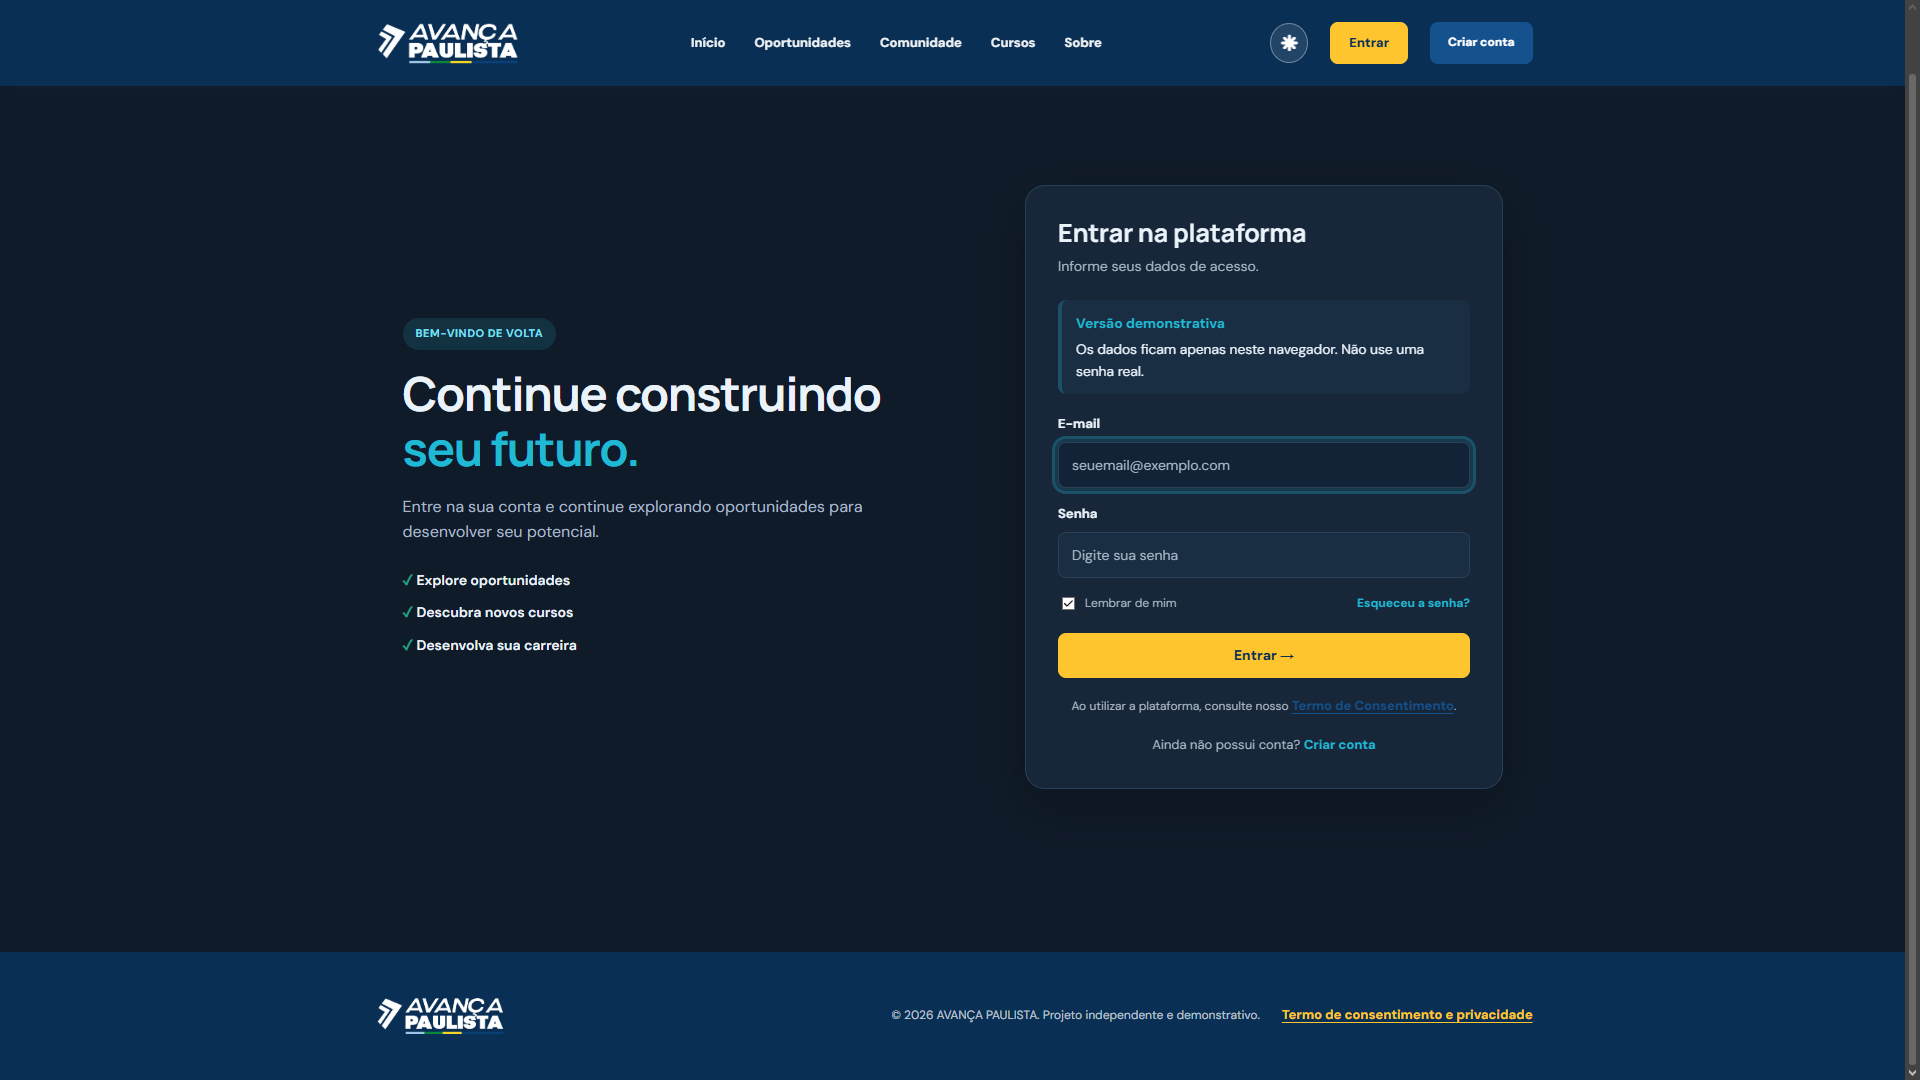 AVANÇA
PAULISTA
Início
Oportunidades
Comunidade
Cursos
Sobre
Entrar
Criar conta
BEM-VINDO DE VOLTA
Continue construindo
seu futuro.
Entre na sua conta e continue explorando oportunidades para
desenvolver seu potencial.
✓ Explore oportunidades
✓ Descubra novos cursos
✓ Desenvolva sua carreira
Entrar na plataforma
Informe seus dados de acesso.
Versão demonstrativa
Os dados ficam apenas neste navegador. Não use uma
senha real.
E-mail
seuemail@exemplo.com
Senha
Digite sua senha
Lembrar de mim
Esqueceu a senha?
Entrar →
Ao utilizar a plataforma, consulte nosso Termo de Consentimento.
Ainda não possui conta? Criar conta
AVANÇA
PAULISTA
© 2026 AVANÇA PAULISTA. Projeto independente e demonstrativo.
Termo de consentimento e privacidade